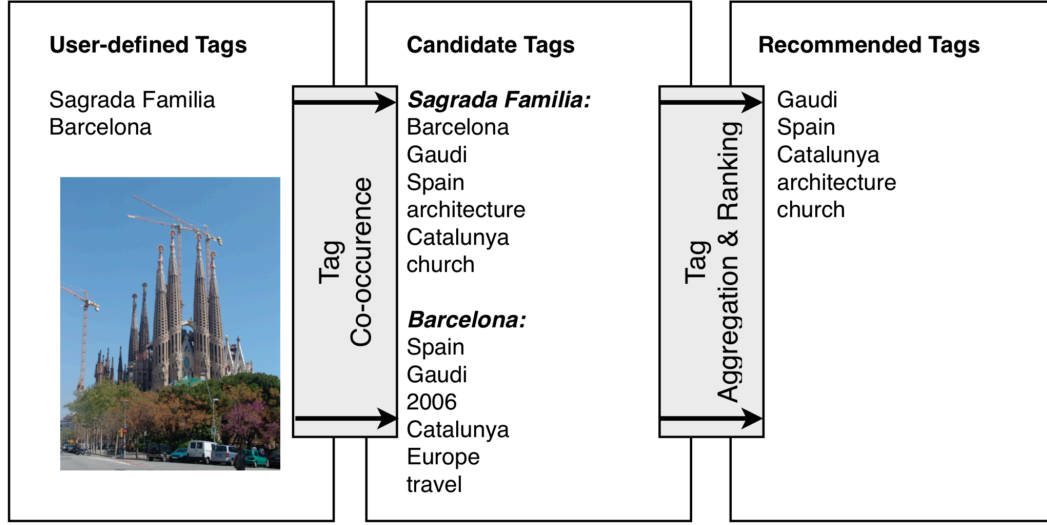 User-defined Tags
Sagrada Familia
Barcelona
Tag
Co-occurence
Candidate Tags
Sagrada Familia:
Barcelona
Gaudi
Spain
architecture
Catalunya
church
Barcelona:
Spain
Gaudi
2006
Catalunya
Europe
travel
Tag
Aggregation & Ranking
Recommended Tags
Gaudi
Spain
Catalunya
architecture
church